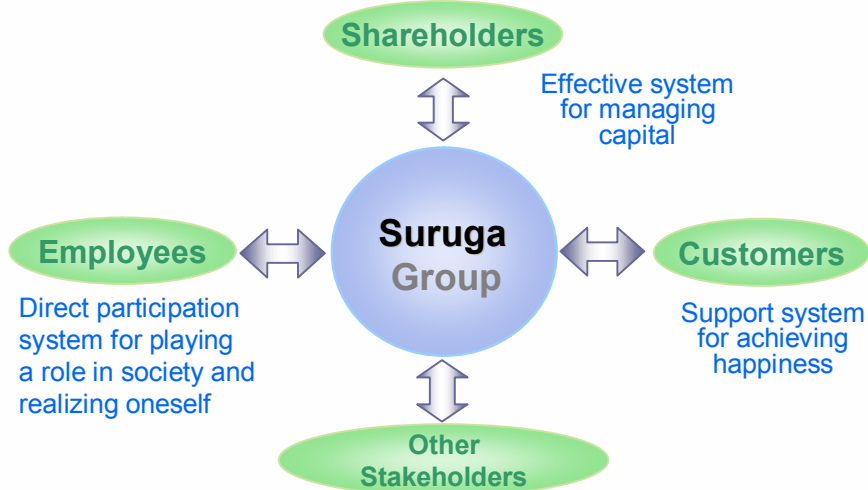 Shareholders
Effective system
for managing
capital
Suruga
Group
Employees
Direct participation
system for playing
a role in society and
realizing oneself
Customers
Support system
for achieving
happiness
Other
Stakeholders